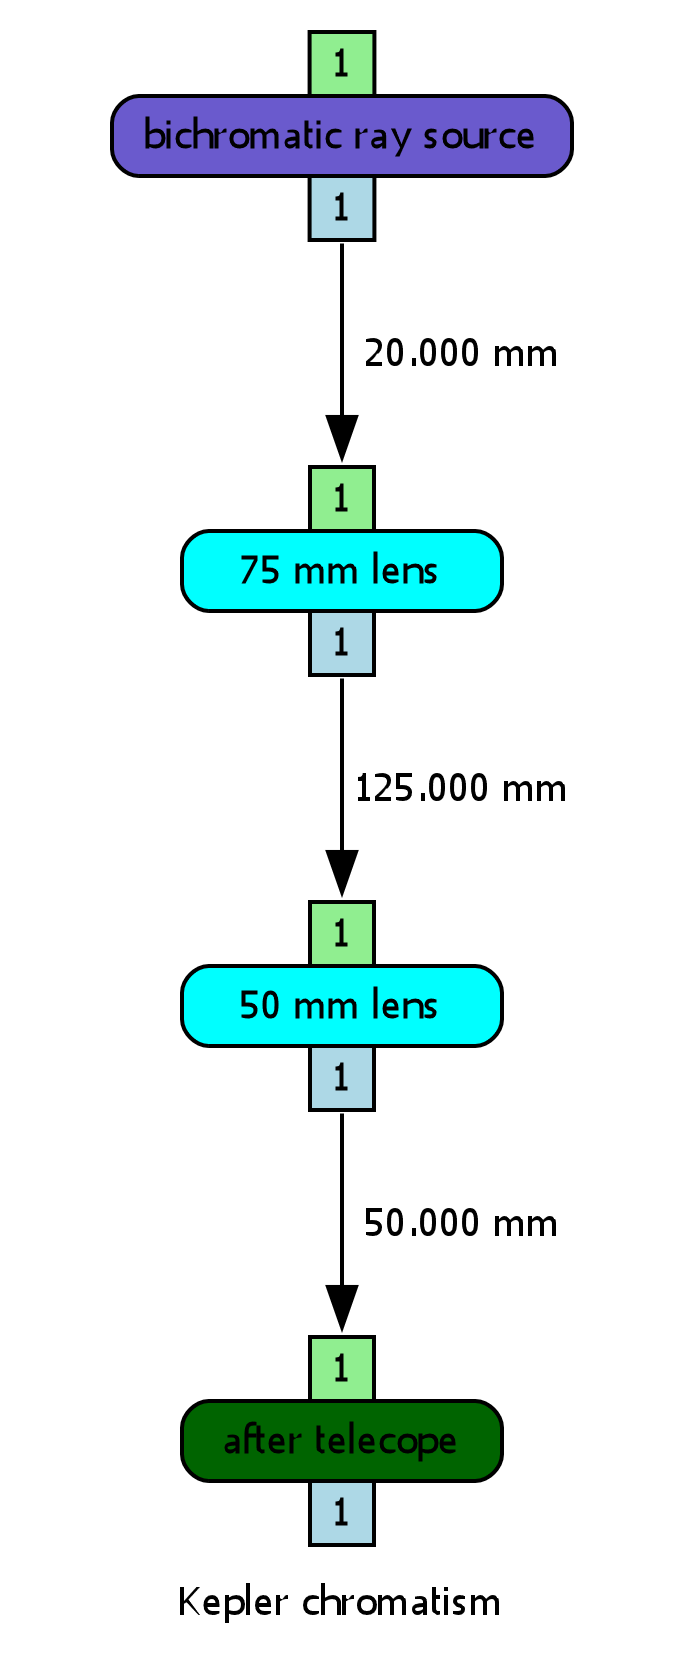 1
bichromatic ray source
1
20.000 mm
1
75 mm lens
1
125.000 mm
1
50 mm lens
1
50.000 mm
1
after telecope
1
Kepler chromatism